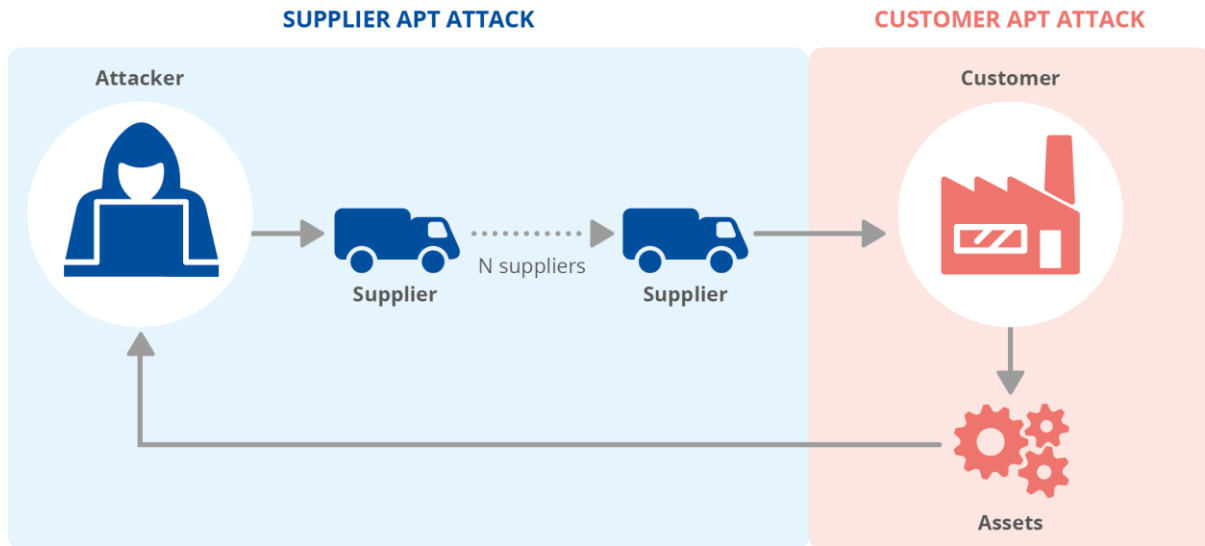 SUPPLIER APT ATTACK
CUSTOMER APT ATTACK
Attacker
Customer
N suppliers
Supplier
Supplier
Assets